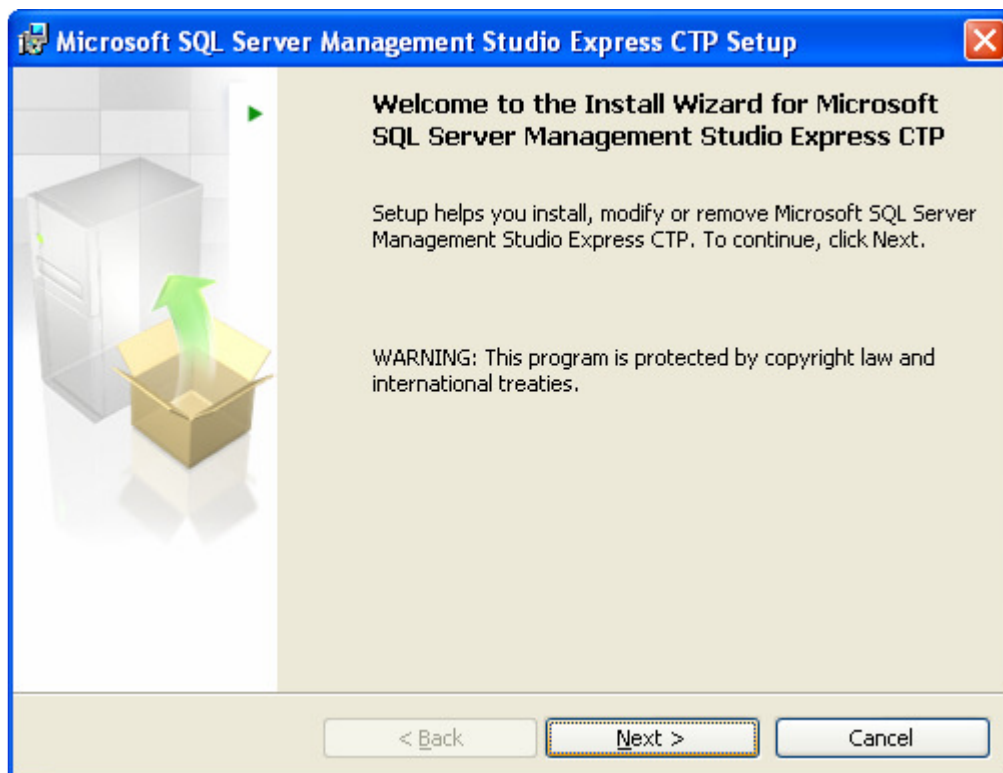 Microsoft SQL Server Management Studio Express CTP Setup
Welcome to the Install Wizard for Microsoft
SQL Server Management Studio Express CTP
Setup helps you install, modify or remove Microsoft SQL Server
Management Studio Express CTP. To continue, click Next.
WARNING: This program is protected by copyright law and
international treaties.
< Back
Next >
Cancel